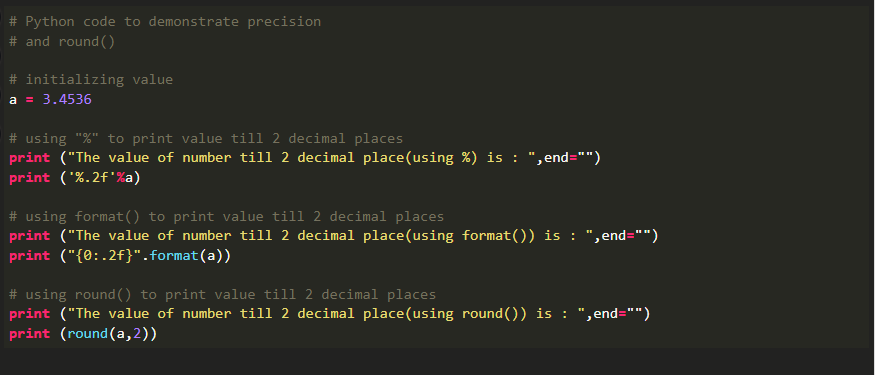 # Python code to demonstrate precision
# and round()
# initializing value
a = 3.4536
# using "%" to print value till 2 decimal places
print ("The value of number till 2 decimal place(using %) is : ",end="")
print ('%.2f'%a)
# using format() to print value till 2 decimal places
print ("The value of number till 2 decimal place(using format()) is : ",end="")
print ("{0:.2f}".format(a))
# using round() to print value till 2 decimal places
print ("The value of number till 2 decimal place(using round()) is : ",end="")
print (round(a,2))